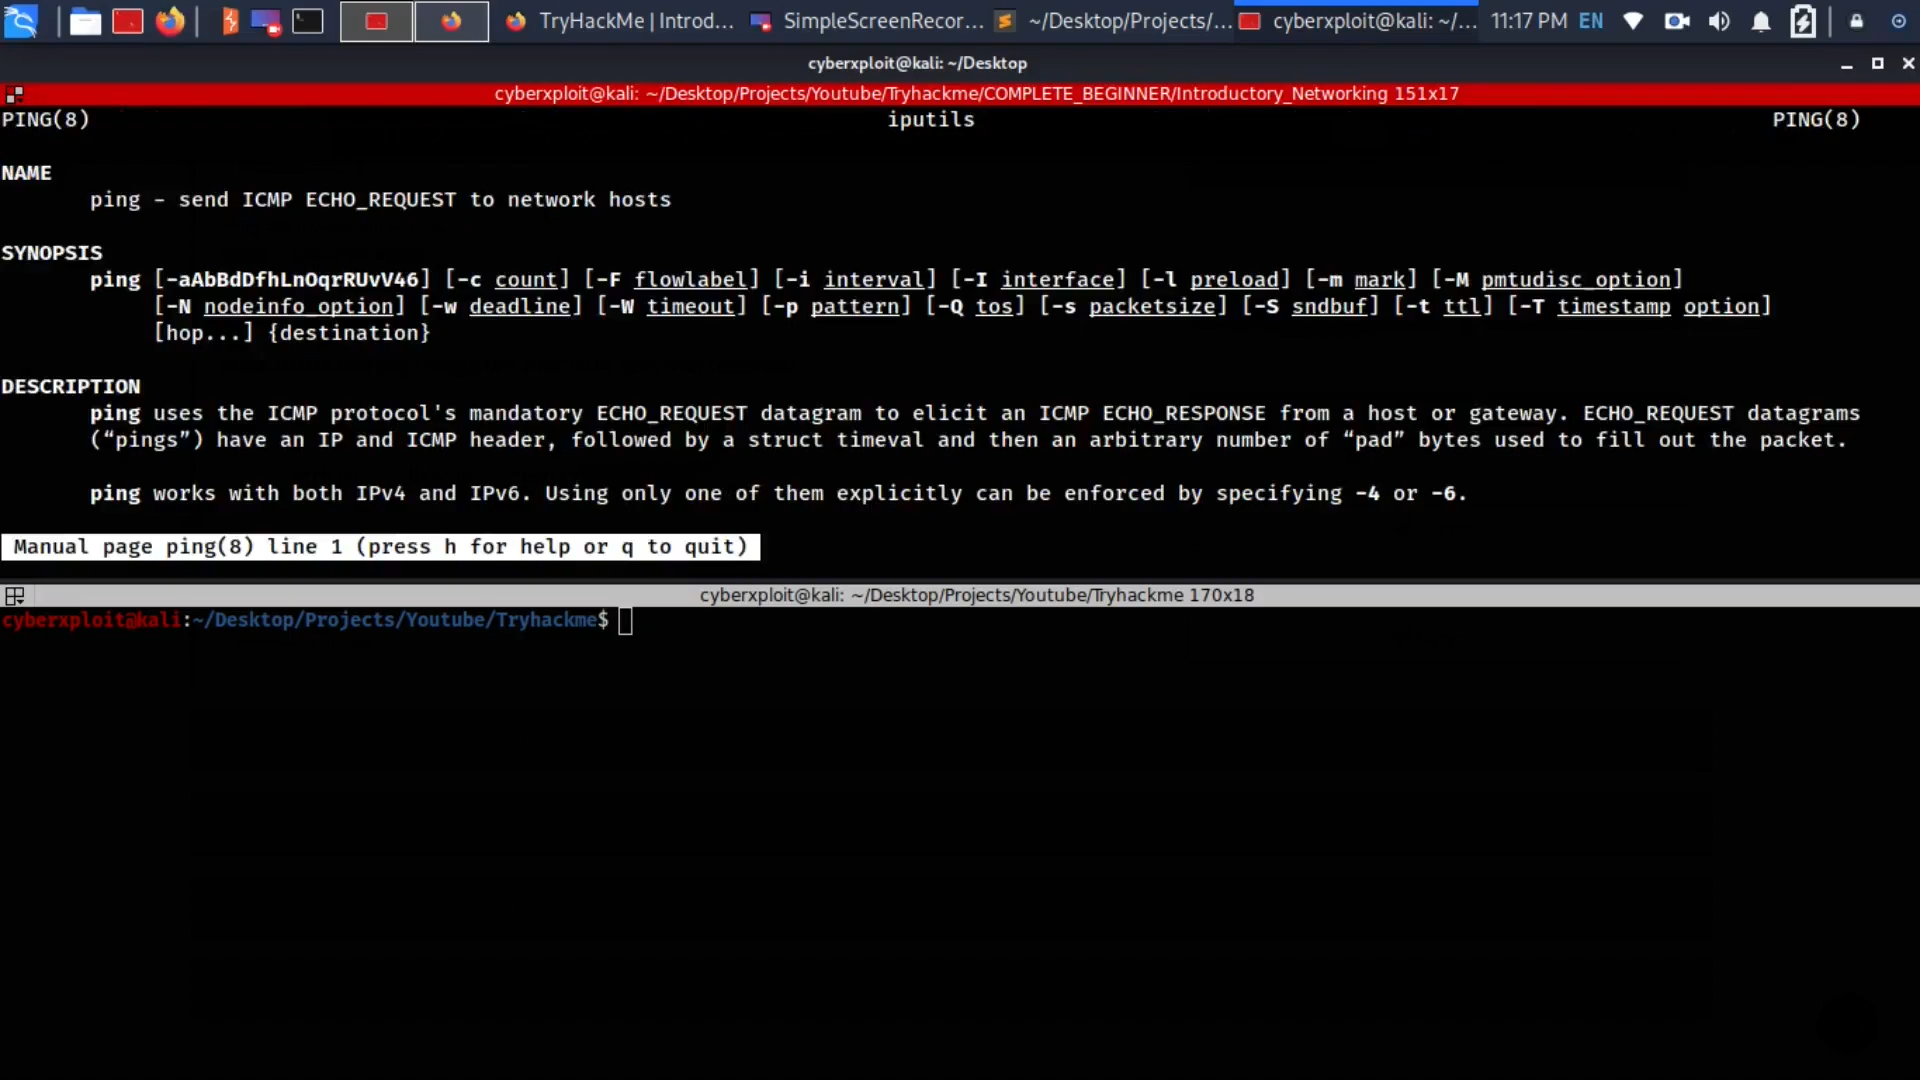 TryHackMe | Introd... SimpleScreenRecor... ~/Desktop/Projects/... cyberxploit@kali: ~/... 11:17 PM EN
cyberxploit@kali: ~/Desktop
cyberxploit@kali: ~/Desktop/Projects/Youtube/Tryhackme/COMPLETE_BEGINNER/Introductory_Networking 151x17
PING(8) iputils PING(8)
NAME
ping - send ICMP ECHO_REQUEST to network hosts
SYNOPSIS
ping [-aAbBdDfhLnOqrRUvV46] [-c count] [-F flowlabel] [-i interval] [-I interface] [-l preload] [-m mark] [-M pmtudisc_option]
[-N nodeinfo_option] [-w deadline] [-W timeout] [-p pattern] [-Q tos] [-s packetsize] [-S sndbuf] [-t ttl] [-T timestamp option]
[hop...] {destination}
DESCRIPTION
ping uses the ICMP protocol's mandatory ECHO_REQUEST datagram to elicit an ICMP ECHO_RESPONSE from a host or gateway. ECHO_REQUEST datagrams
(“pings”) have an IP and ICMP header, followed by a struct timeval and then an arbitrary number of “pad” bytes used to fill out the packet.
ping works with both IPv4 and IPv6. Using only one of them explicitly can be enforced by specifying -4 or -6.
Manual page ping(8) line 1 (press h for help or q to quit)
cyberxploit@kali: ~/Desktop/Projects/Youtube/Tryhackme 170x18
cyberxploit@kali:~/Desktop/Projects/Youtube/Tryhackme$